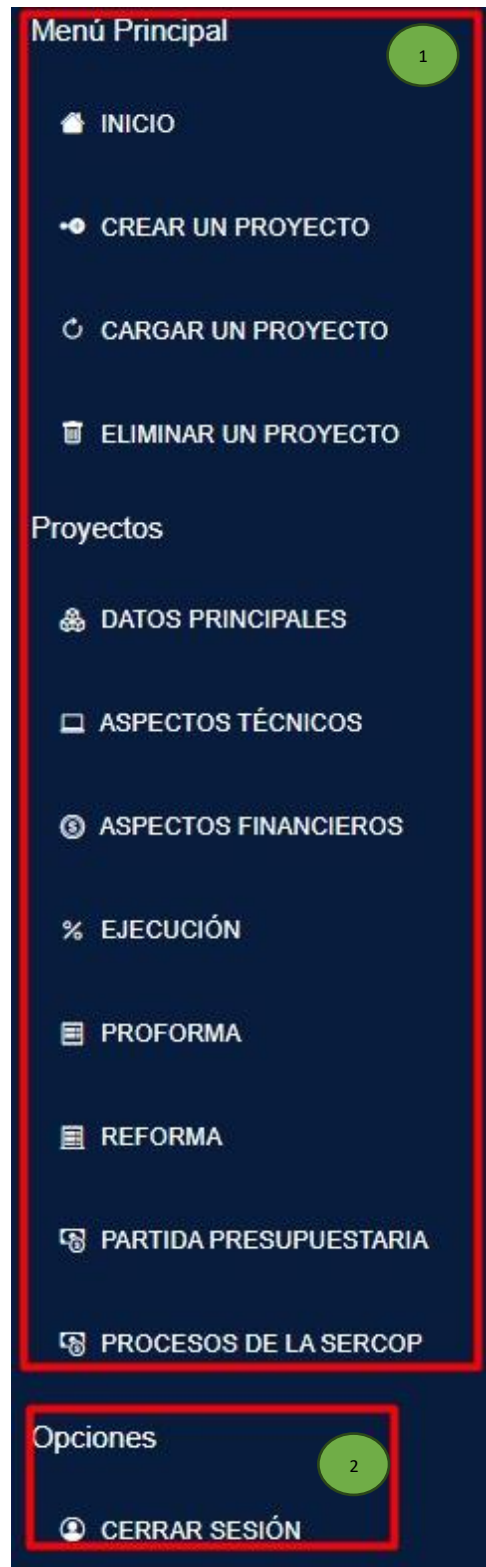 Menú Principal
1
INICIO
CREAR UN PROYECTO
CARGAR UN PROYECTO
ELIMINAR UN PROYECTO
Proyectos
DATOS PRINCIPALES
ASPECTOS TÉCNICOS
ASPECTOS FINANCIEROS
EJECUCIÓN
PROFORMA
REFORMA
PARTIDA PRESUPUESTARIA
PROCESOS DE LA SERCOP
Opciones
2
CERRAR SESIÓN